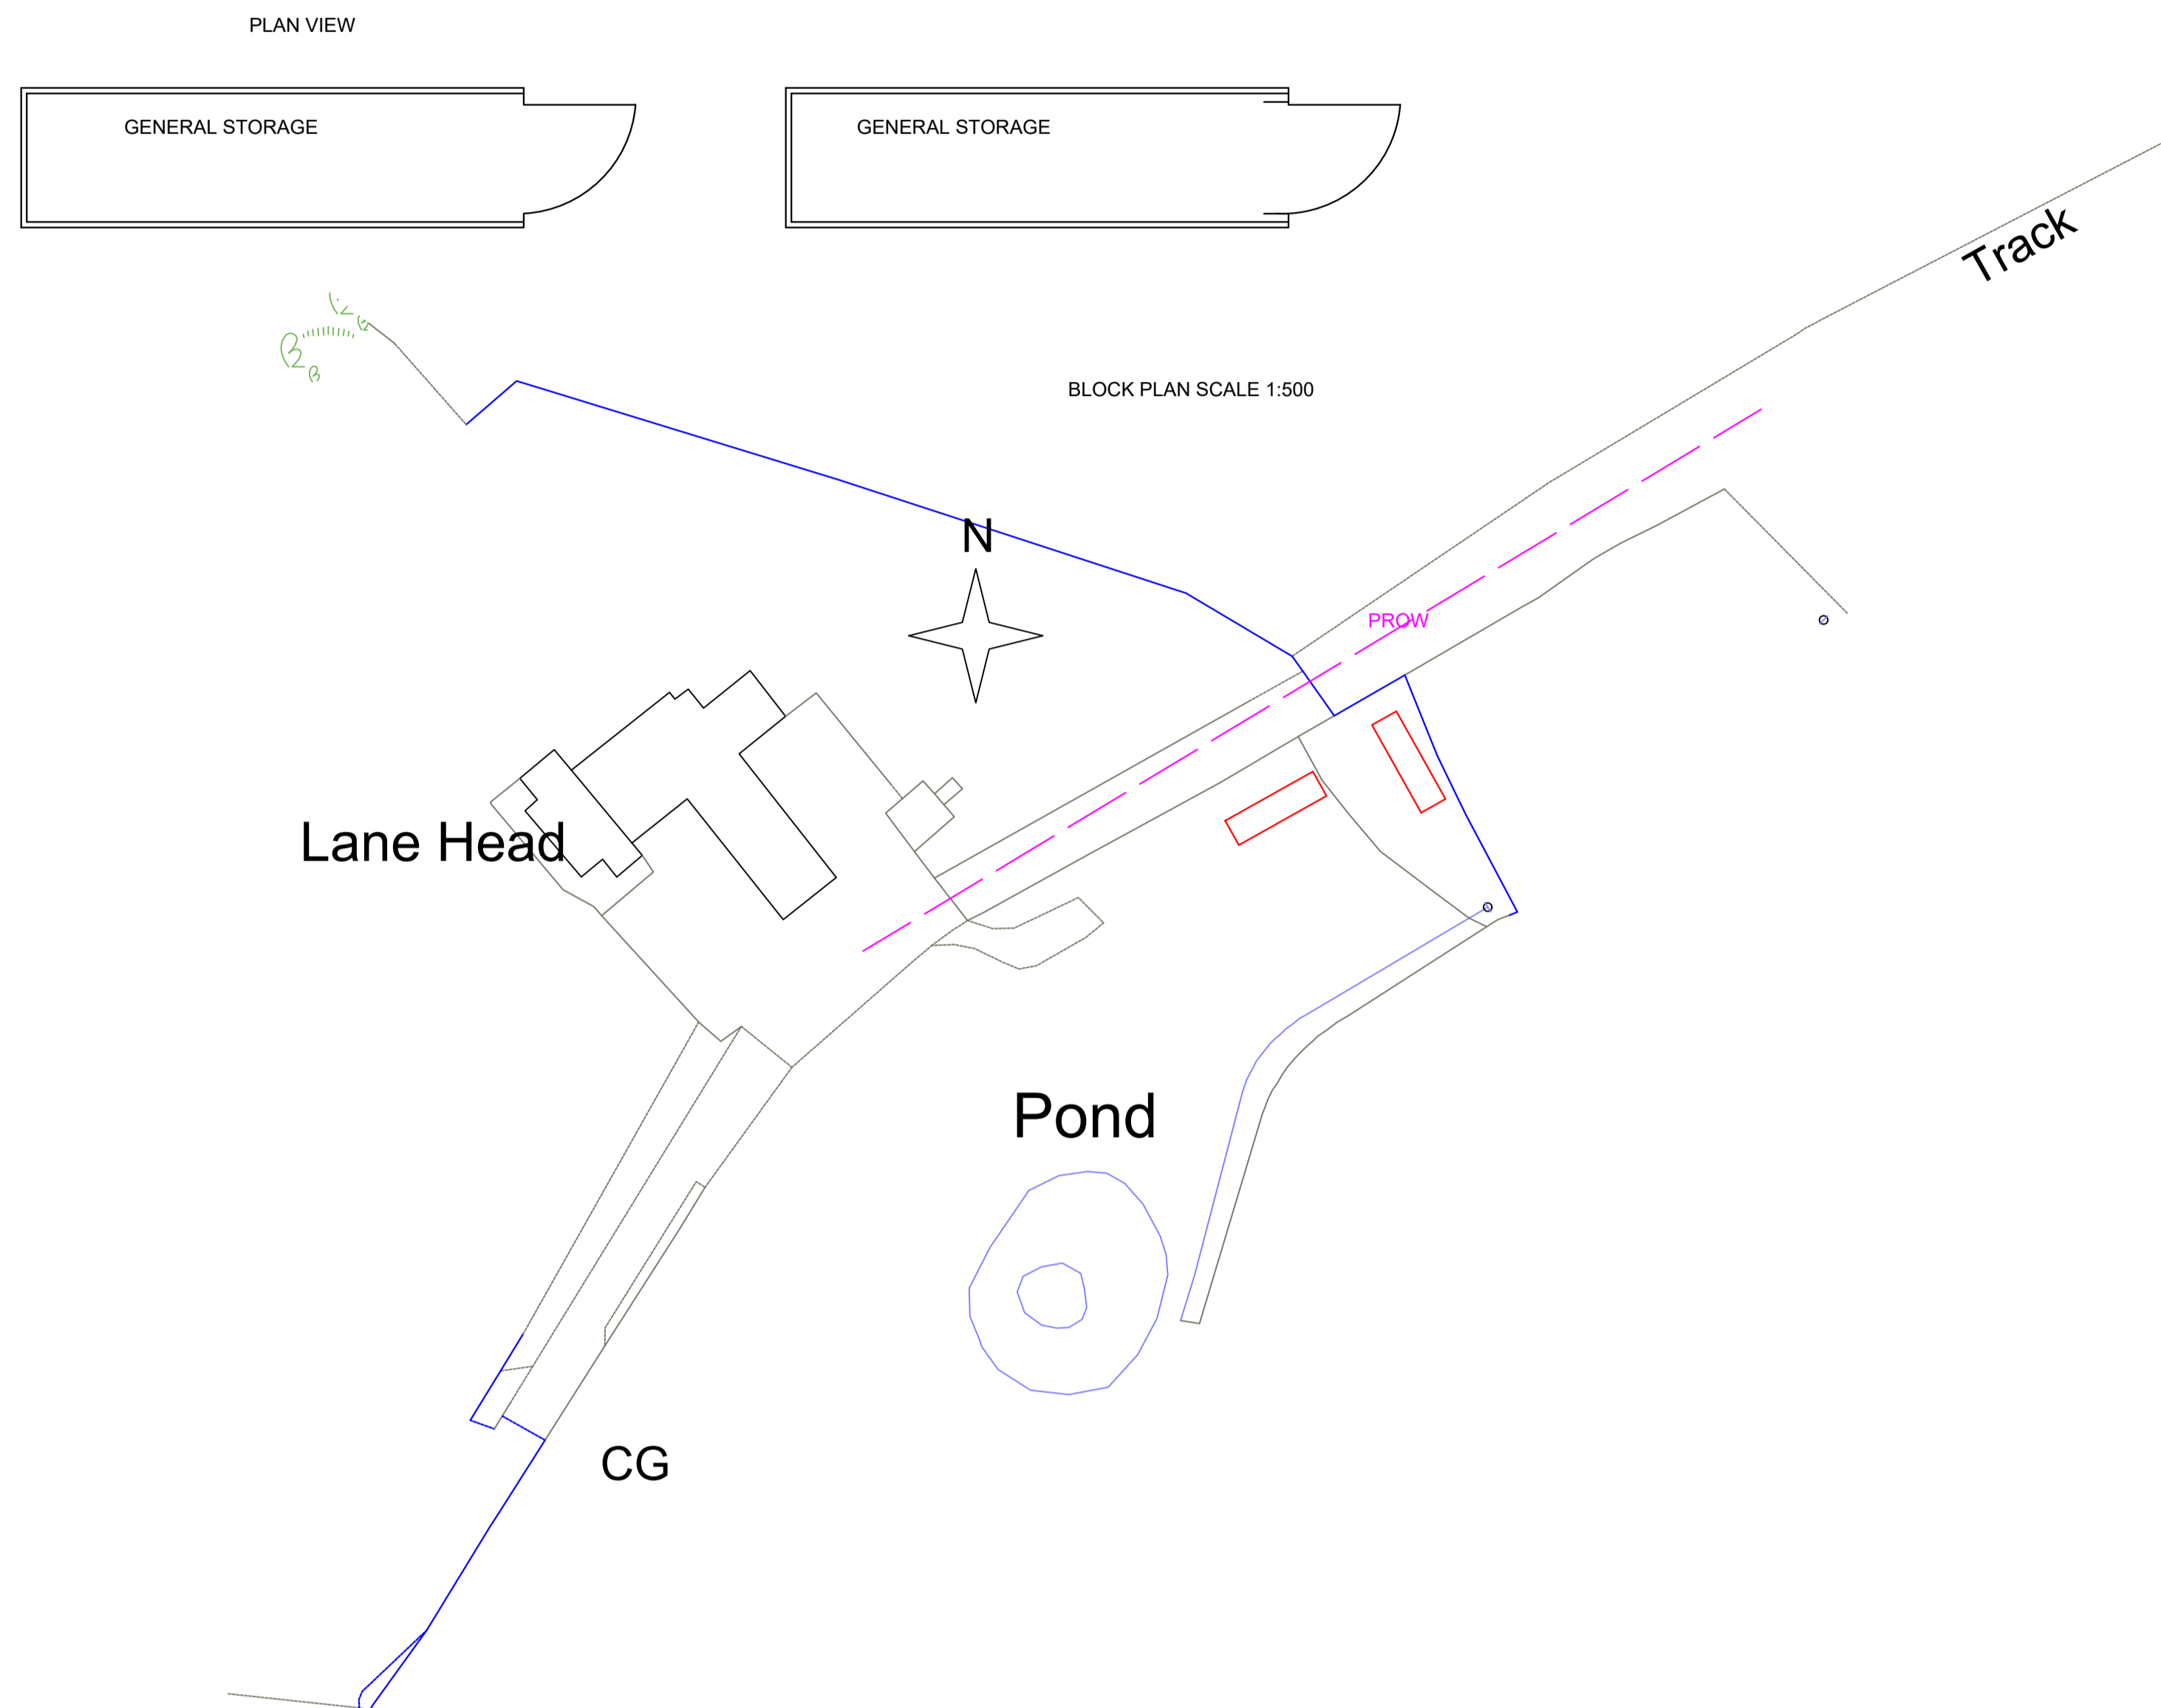 PLAN VIEW
GENERAL STORAGE
GENERAL STORAGE
Track
BLOCK PLAN SCALE 1:500
N
PROW
Lane Head
Pond
CG